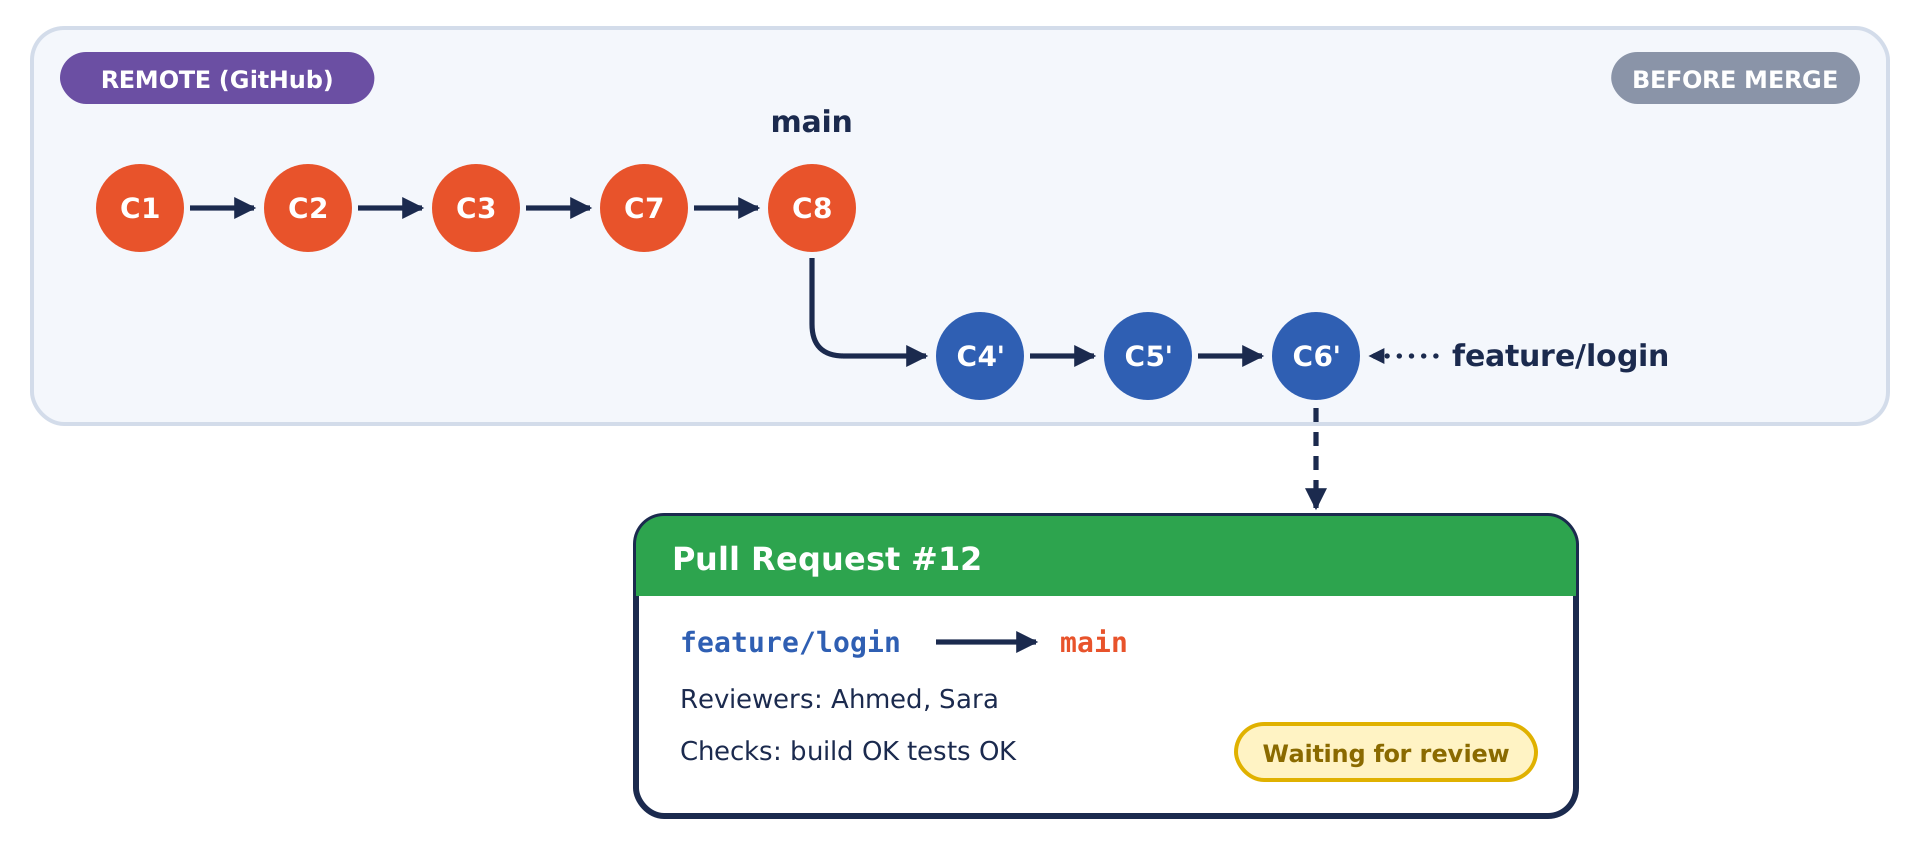 REMOTE (GitHub)
BEFORE MERGE
main
C1
C2
C3
C7
C8
C4'
C5'
C6'
feature/login
Pull Request #12
feature/login
main
Reviewers: Ahmed, Sara
Checks: build OK tests OK
Waiting for review